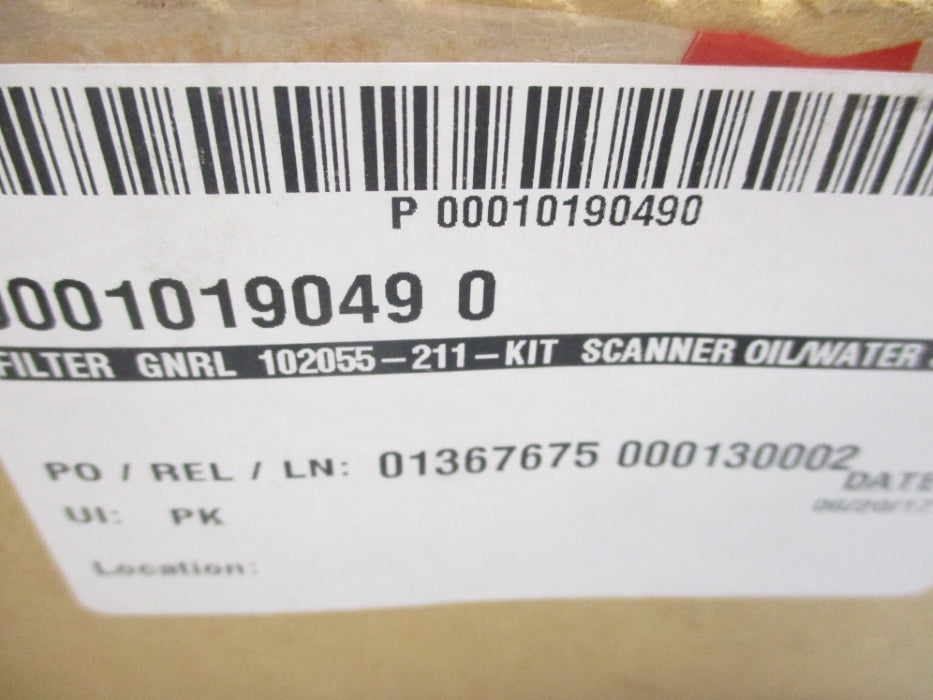 P 00010190490
0001019049 0
FILTER GNRL 102055-211-KIT SCANNER OIL/WATER
PO / REL / LN: 01367675 000130002
DATE
UI: PK
Location: